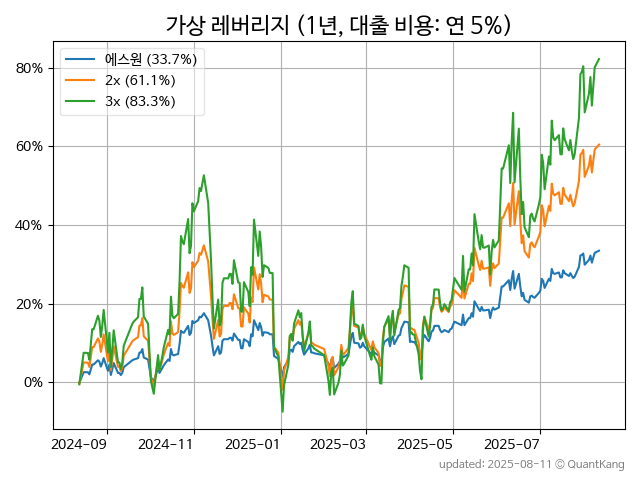 가상 레버리지 (1년, 대출 비용: 연 5%)
에스원 (33.7%)
2x (61.1%)
3x (83.3%)
80%
60%
40%
20%
0%
2024-09
2024-11
2025-01
2025-03
2025-05
2025-07
updated: 2025-08-11 © QuantKang